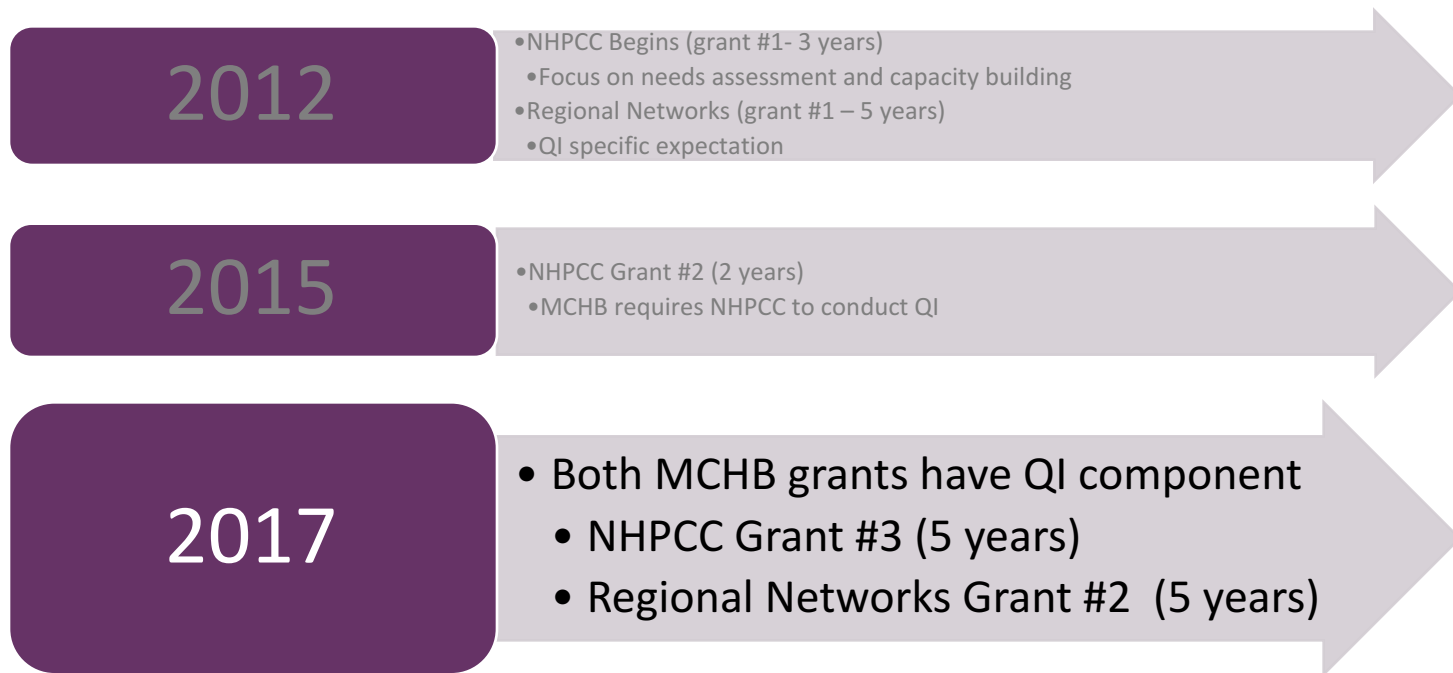 2012
•NHPCC Begins (grant #1- 3 years)
•Focus on needs assessment and capacity building
•Regional Networks (grant #1 – 5 years)
•QI specific expectation
2015
•NHPCC Grant #2 (2 years)
•MCHB requires NHPCC to conduct QI
2017
• Both MCHB grants have QI component
• NHPCC Grant #3 (5 years)
• Regional Networks Grant #2  (5 years)